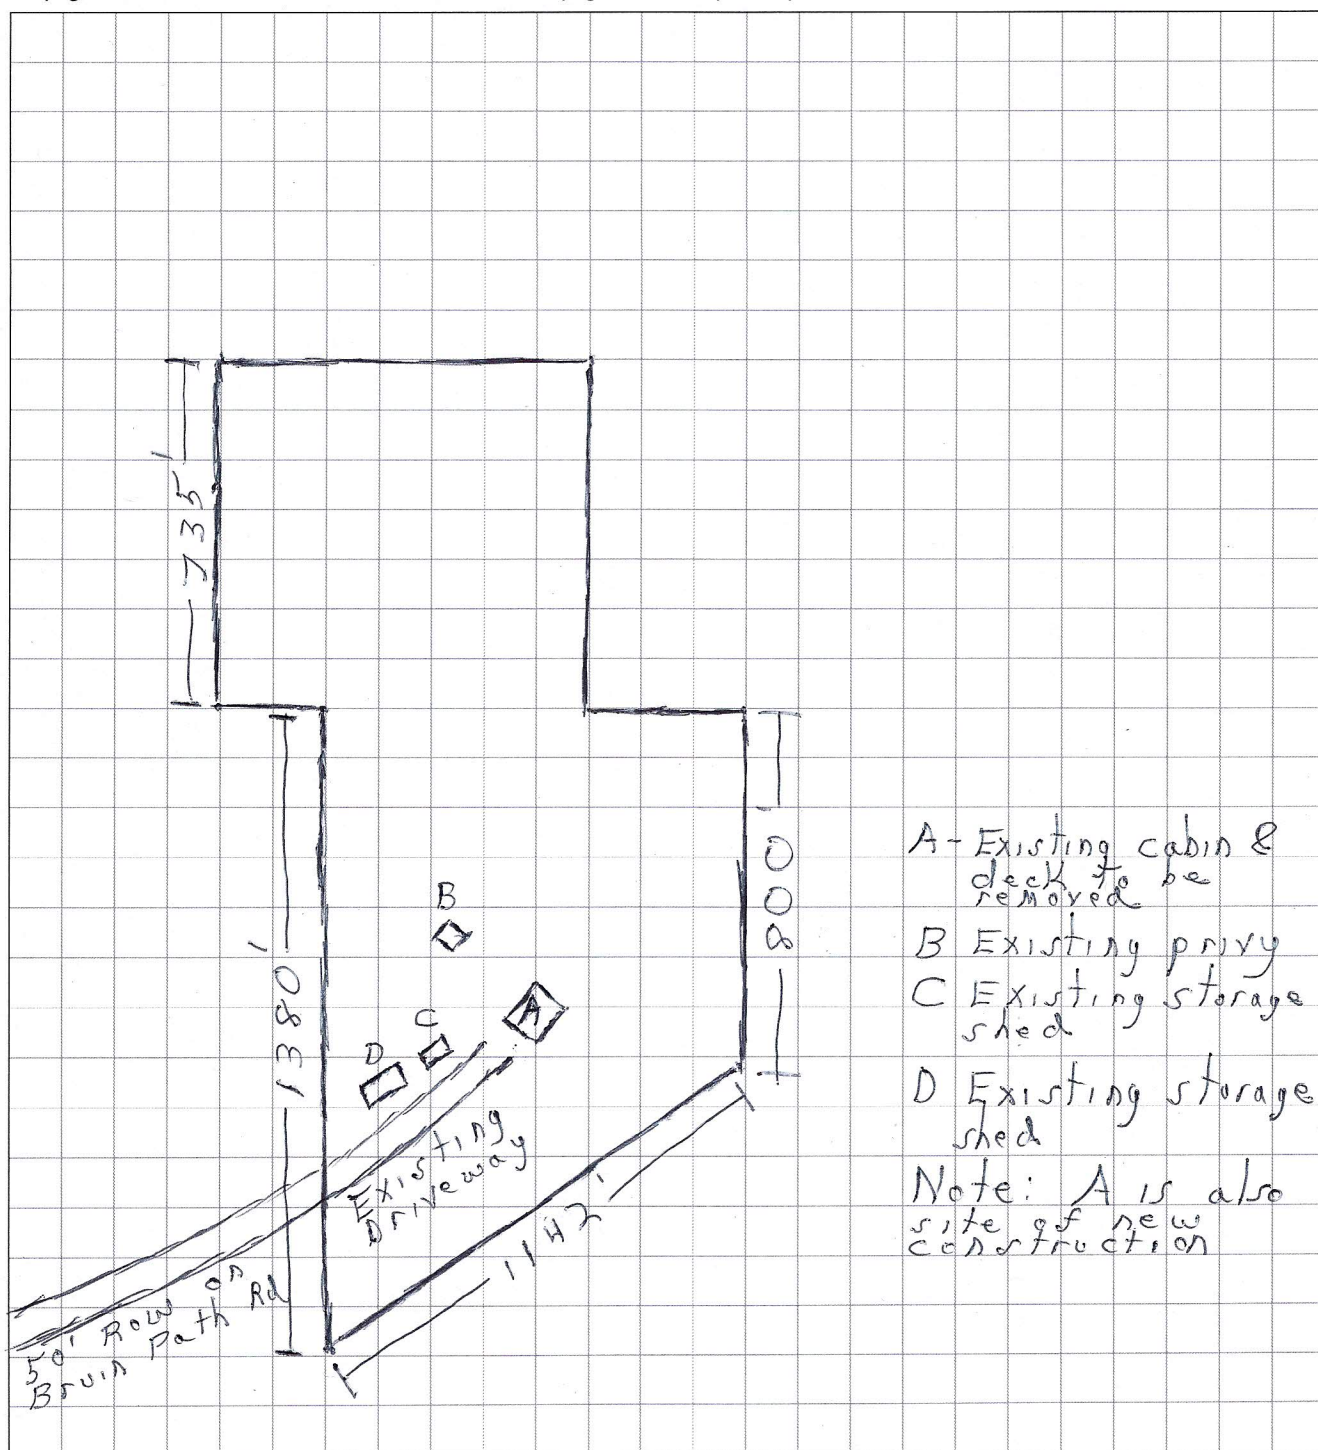 735'
1380'
800'
1142'
B
C
D
A
Existing
Driveway
50' Row on
Bruin Path Rd
A - Existing cabin &
deck to be
removed
B Existing privy
C Existing storage
shed
D Existing storage
shed
Note: A is also
site of new
construction